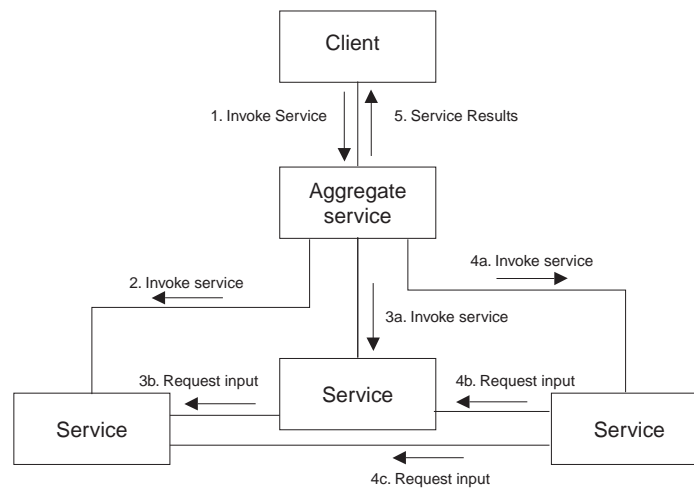 Client
1. Invoke Service
5. Service Results
Aggregate
service
4a. Invoke service
2. Invoke service
3a. Invoke service
3b. Request input
4b. Request input
Service
Service
Service
4c. Request input